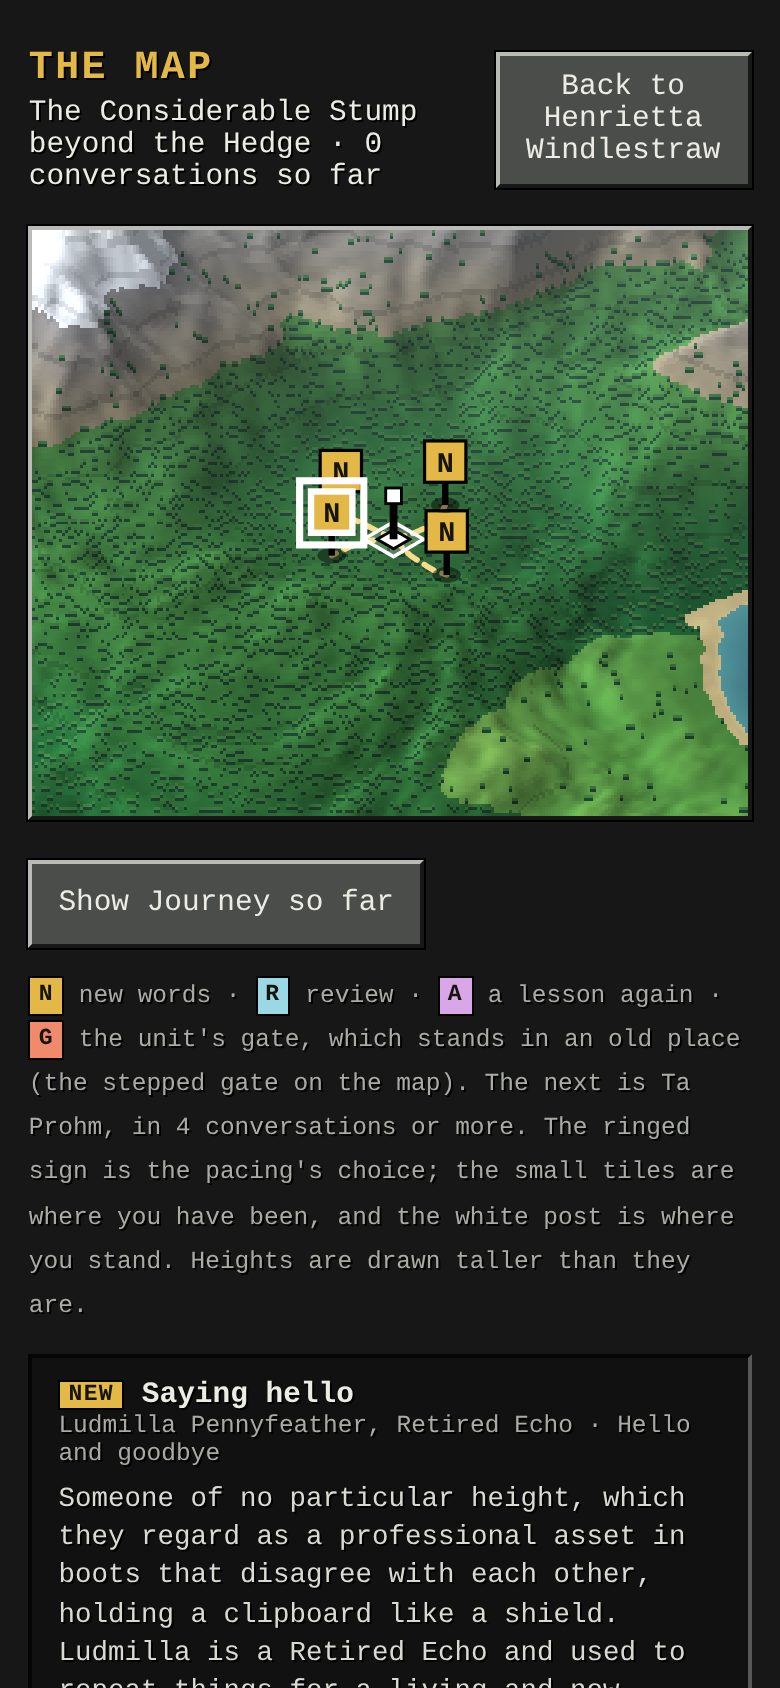 THE MAP
The Considerable Stump
beyond the Hedge · 0
conversations so far
Back to
Henrietta
Windlestraw
N
N
N
N
Show Journey so far
N new words · R review · A a lesson again ·
G the unit's gate, which stands in an old place
(the stepped gate on the map). The next is Ta
Prohm, in 4 conversations or more. The ringed
sign is the pacing's choice; the small tiles are
where you have been, and the white post is where
you stand. Heights are drawn taller than they
are.
NEW Saying hello
Ludmilla Pennyfeather, Retired Echo · Hello
and goodbye
Someone of no particular height, which
they regard as a professional asset in
boots that disagree with each other,
holding a clipboard like a shield.
Ludmilla is a Retired Echo and used to
repeat things for a living and now